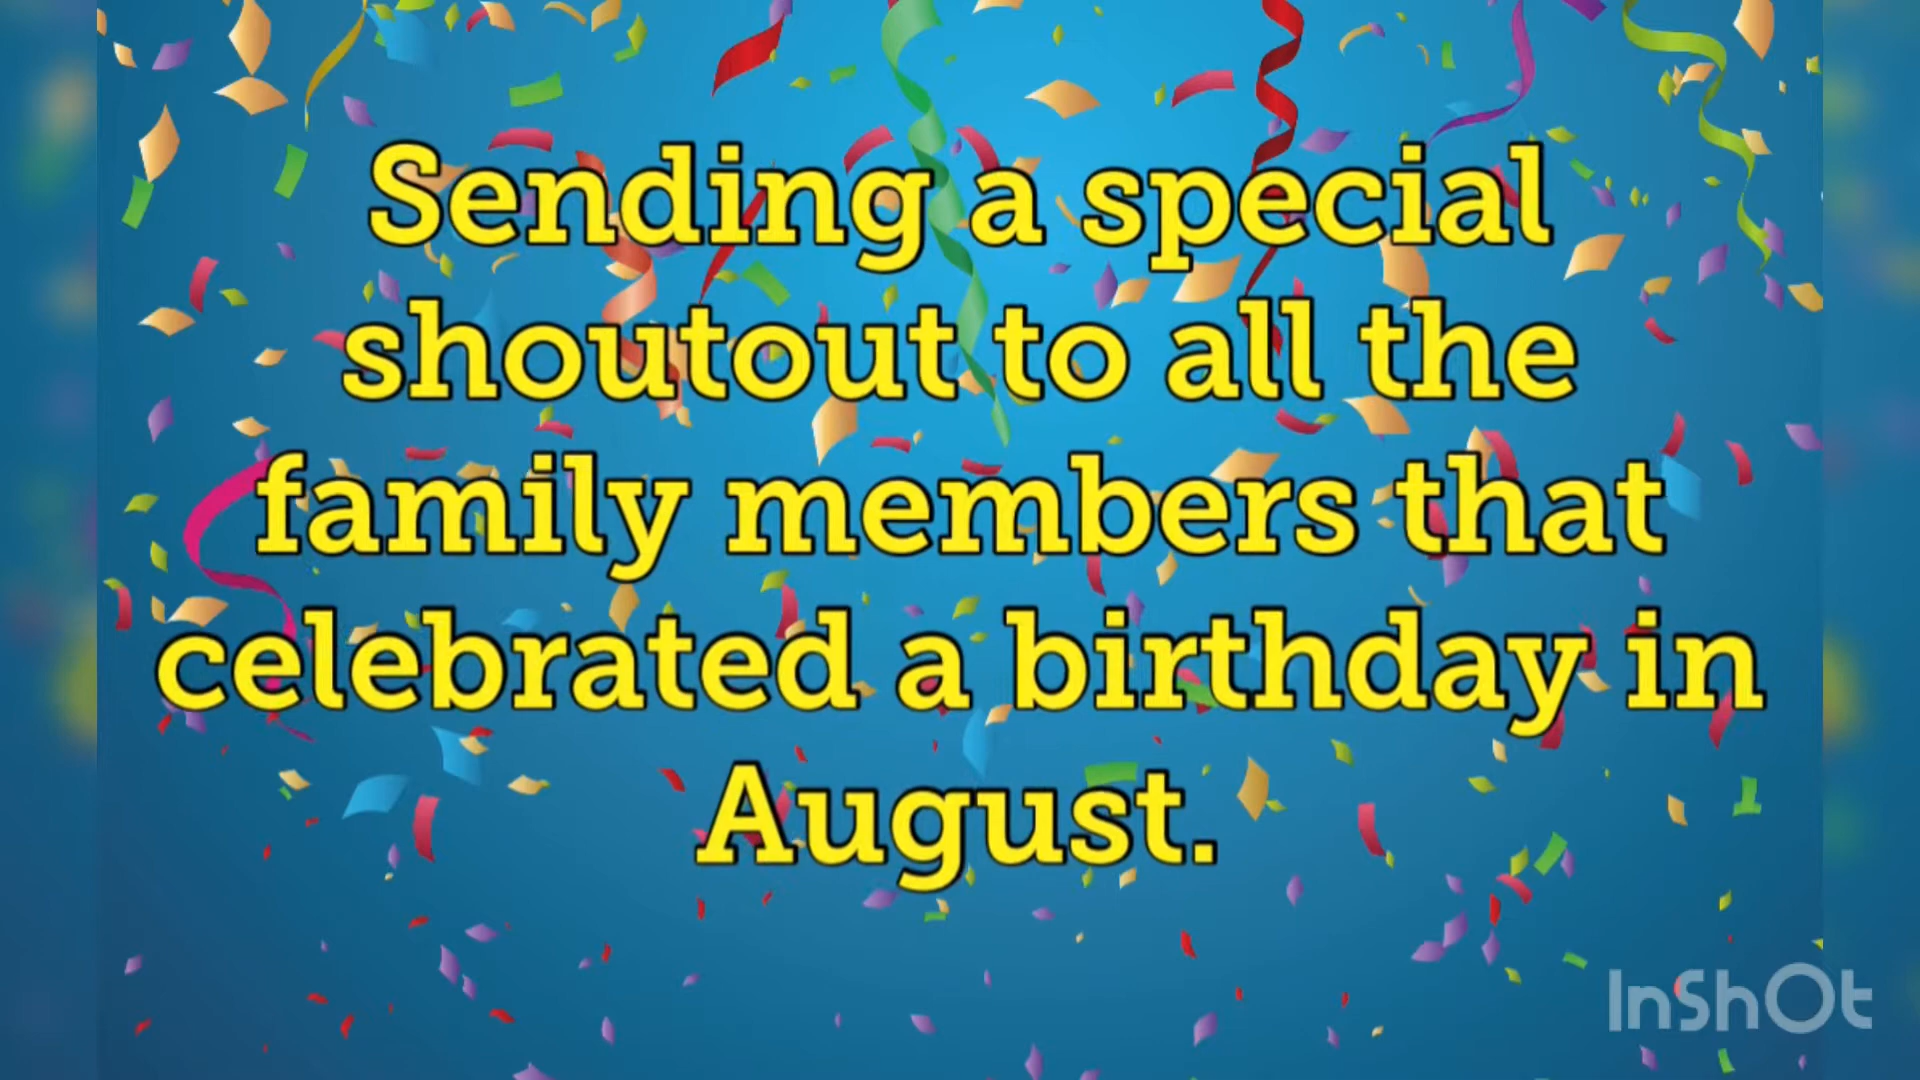 Sending a special
shoutout to all the
family members that
celebrated a birthday in
August.
InShOt